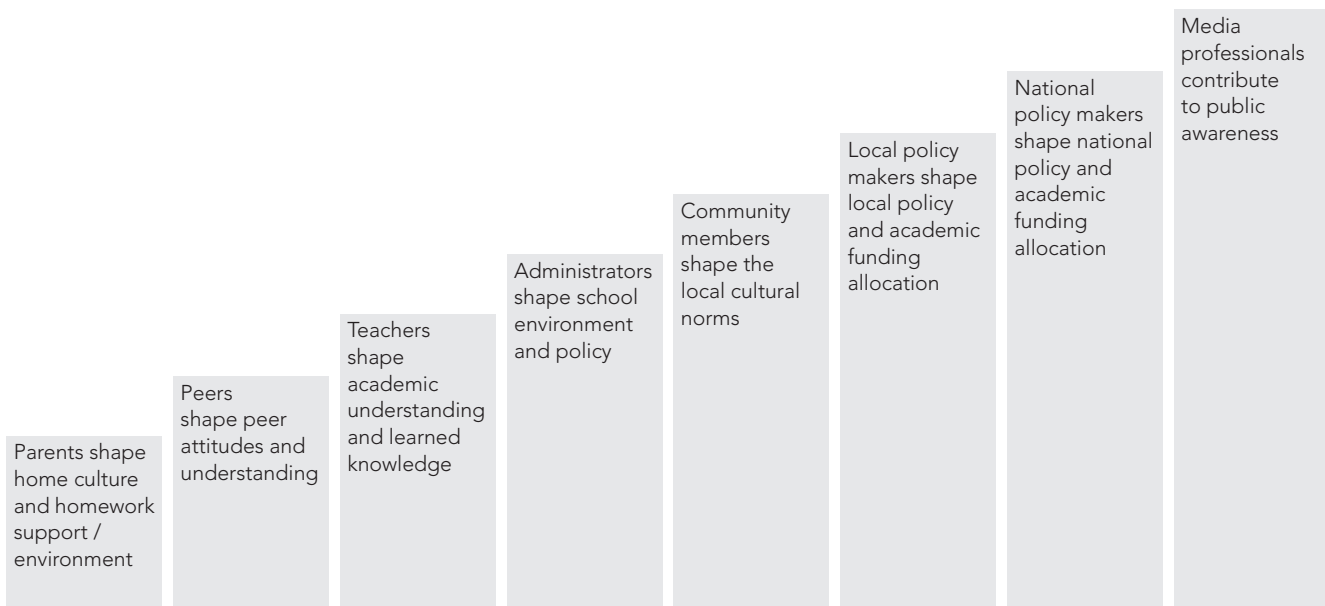 Parents shape
home culture
and homework
support /
environment
Peers
shape peer
attitudes and
understanding
Teachers
shape
academic
understanding
and learned
knowledge
Administrators
shape school
environment
and policy
Community
members
shape the
local cultural
norms
Local policy
makers shape
local policy
and academic
funding
allocation
National
policy makers
shape national
policy and
academic
funding
allocation
Media
professionals
contribute
to public
awareness